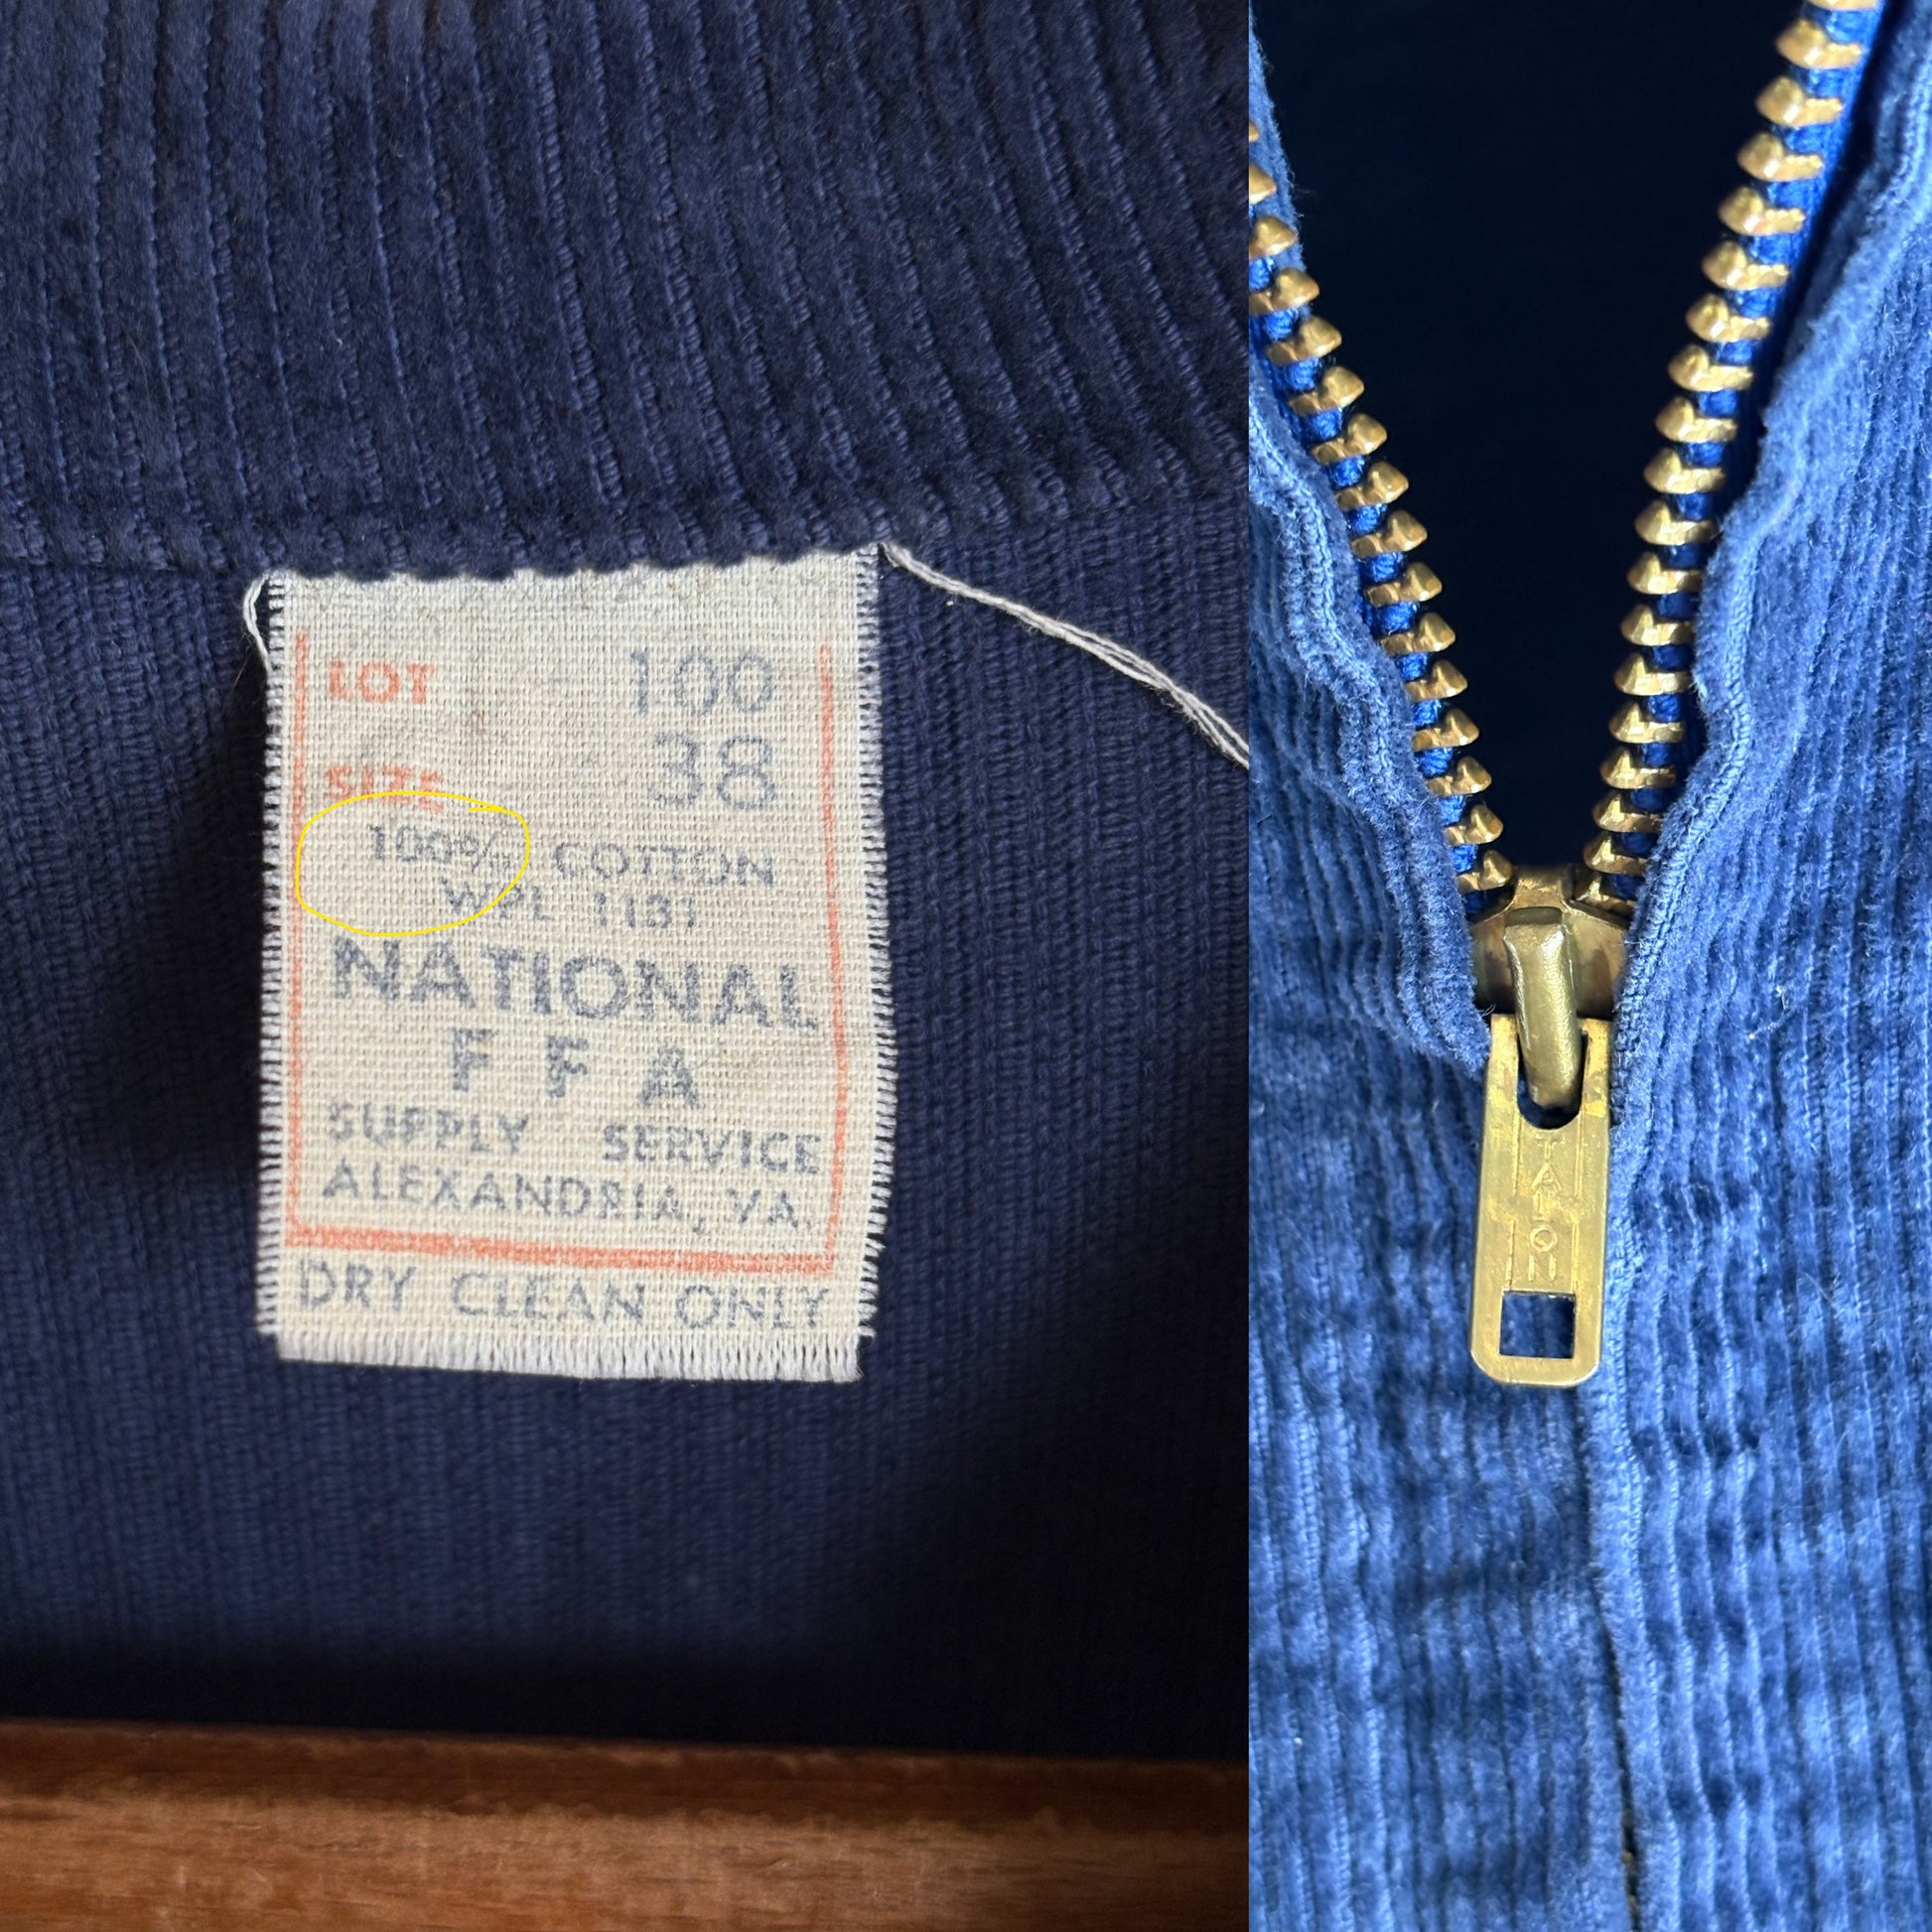 LOT 100
SIZE 38
100% COTTON
WPL 1131
NATIONAL
F F A
SUPPLY SERVICE
ALEXANDRIA, VA.
DRY CLEAN ONLY
TALON